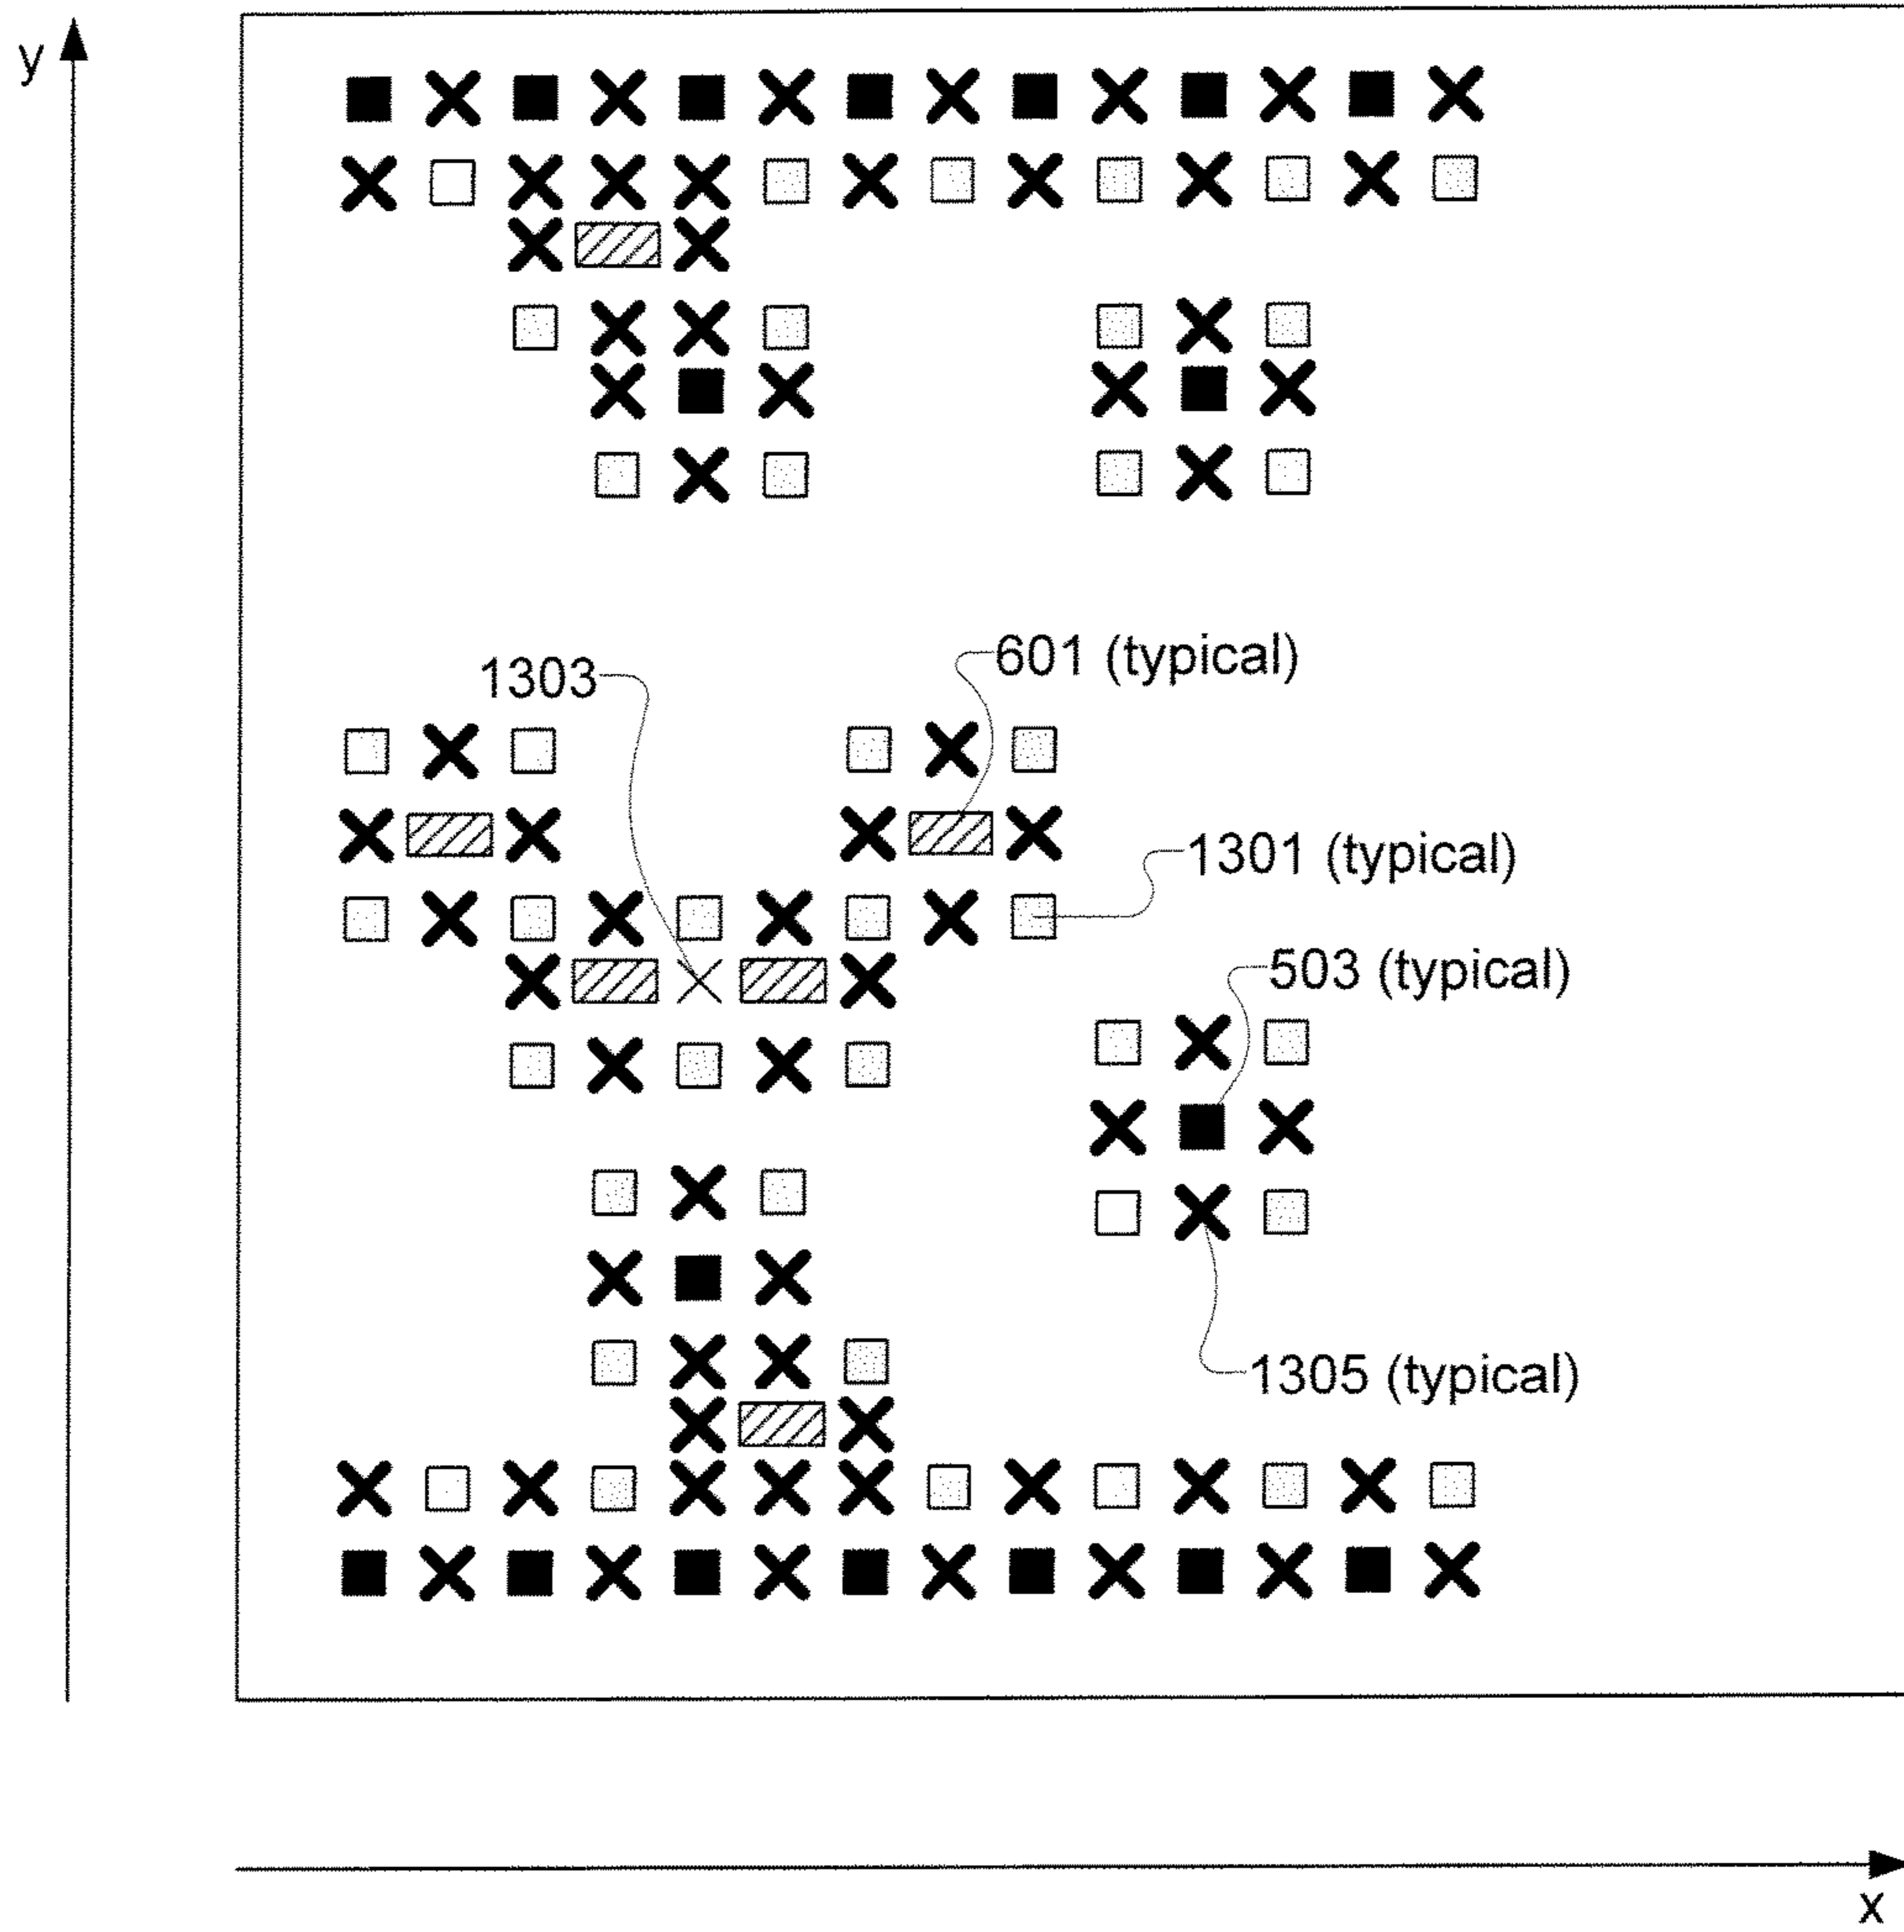 y
601 (typical)
1303
1301 (typical)
503 (typical)
1305 (typical)
x